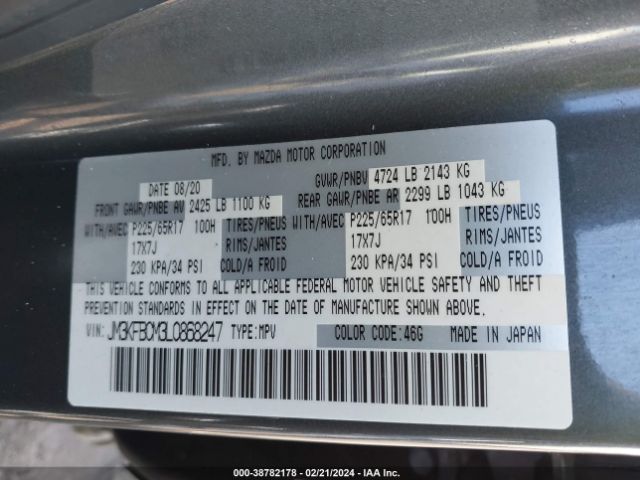 MFD. BY MAZDA MOTOR CORPORATION
DATE 08/20 GVWR/PNBV 4724 LB 2143 KG
FRONT GAWR/PNBE AV 2425 LB 1100 KG REAR GAWR/PNBE AR 2299 LB 1043 KG
WITH/AVEC P225/65R17 100H TIRES/PNEUS WITH/AVEC P225/65R17 100H TIRES/PNEUS
17X7J RIMS/JANTES 17X7J RIMS/JANTES
230 KPA/34 PSI COLD/A FROID 230 KPA/34 PSI COLD/A FROID
THIS VEHICLE CONFORMS TO ALL APPLICABLE FEDERAL MOTOR VEHICLE SAFETY AND THEFT
PREVENTION STANDARDS IN EFFECT ON THE DATE OF MANUFACTURE SHOWN ABOVE.
VIN: JM3KFBCM3L0868247 TYPE: MPV COLOR CODE: 46G MADE IN JAPAN
000-38782178 - 02/21/2024 - IAA Inc.